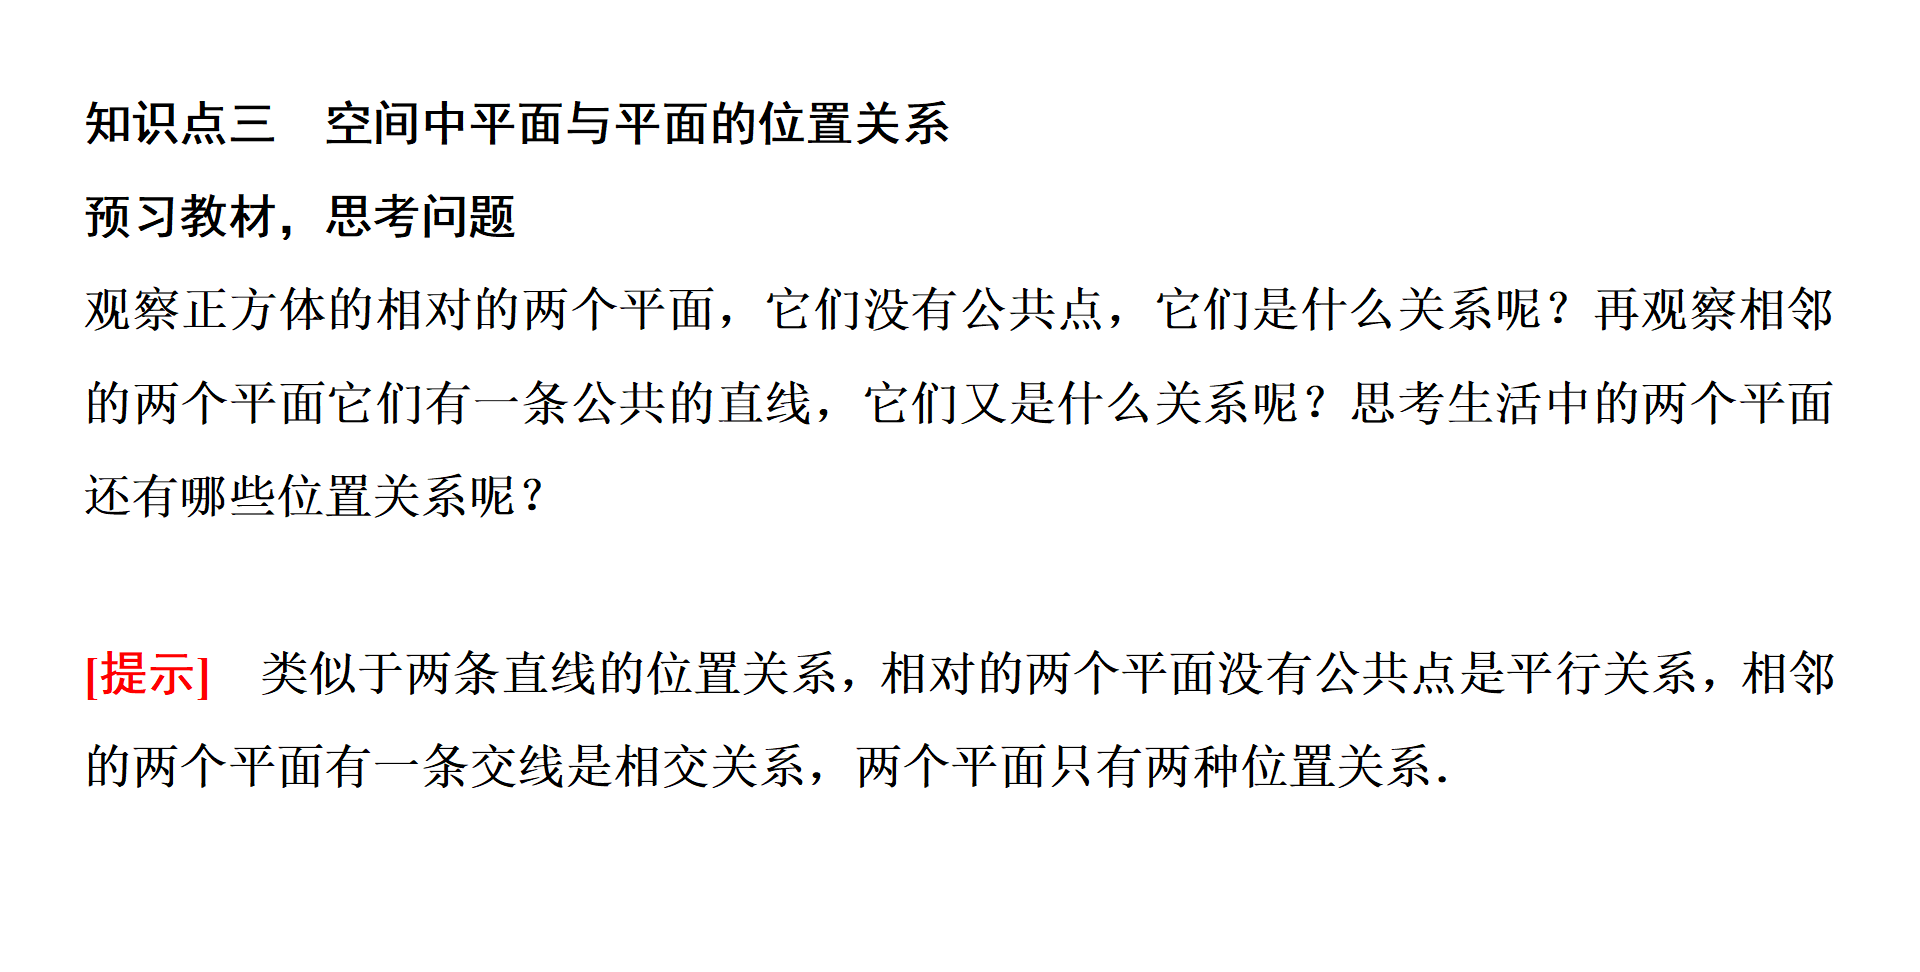 知识点三　空间中平面与平面的位置关系
预习教材，思考问题
观察正方体的相对的两个平面，它们没有公共点，它们是什么关系呢？再观察相邻
的两个平面它们有一条公共的直线，它们又是什么关系呢？思考生活中的两个平面
还有哪些位置关系呢？
[提示]　类似于两条直线的位置关系，相对的两个平面没有公共点是平行关系，相邻
的两个平面有一条交线是相交关系，两个平面只有两种位置关系．